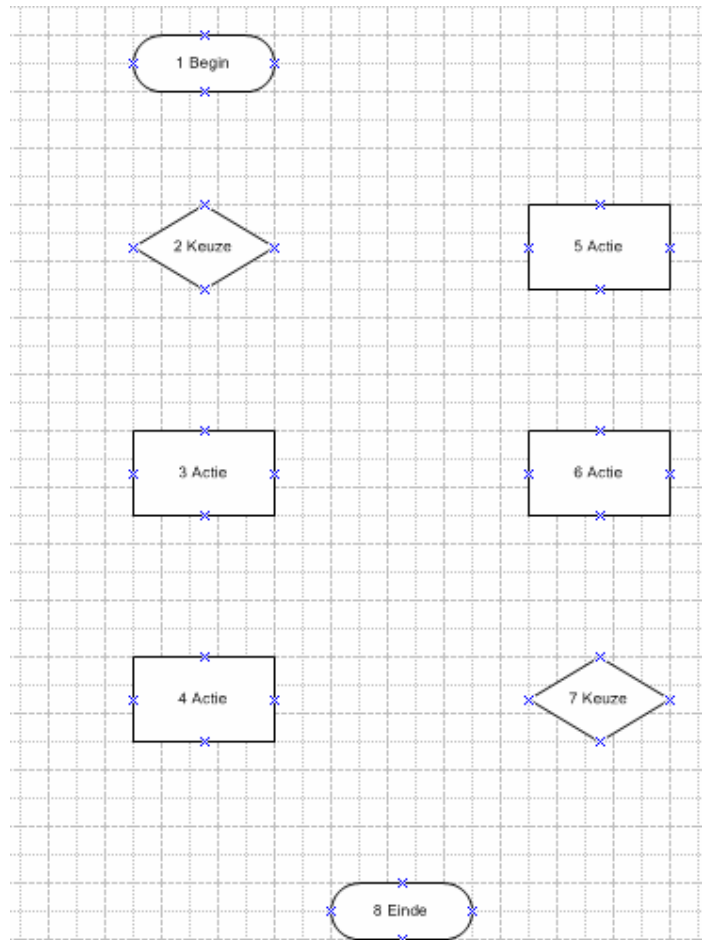 1 Begin
2 Keuze
5 Actie
3 Actie
6 Actie
4 Actie
7 Keuze
8 Einde